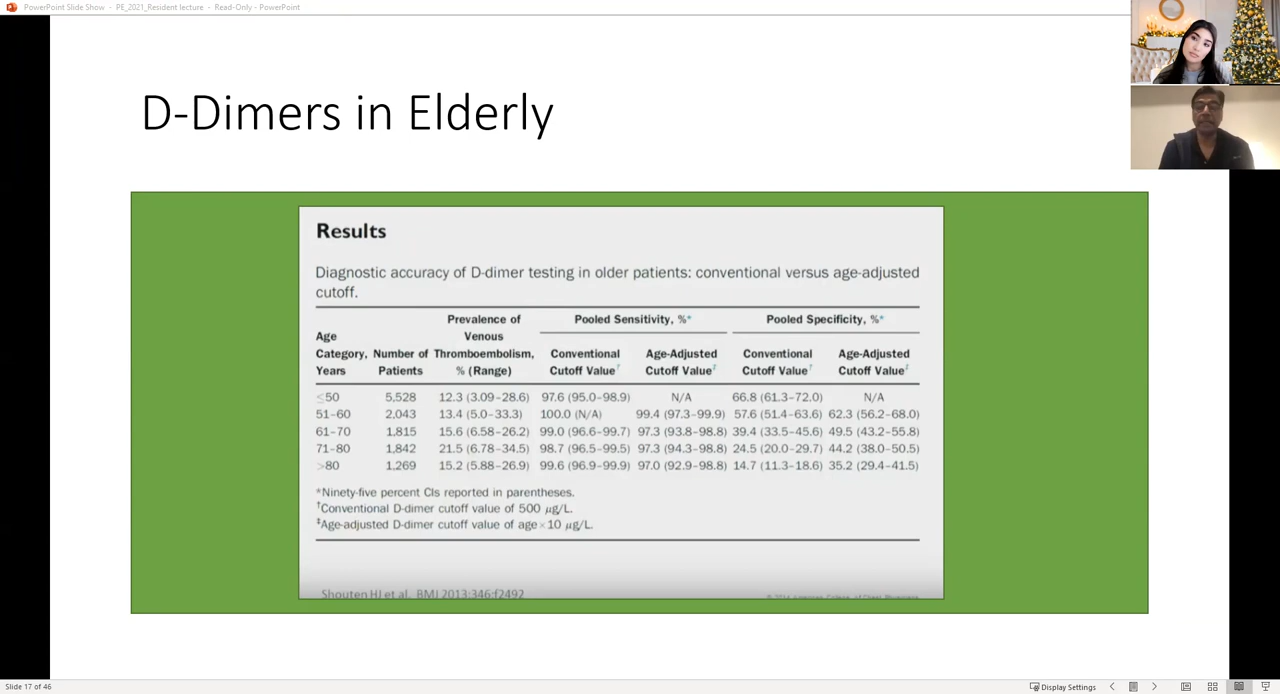 PowerPoint Slide Show - PE_2021_Resident lecture - Read-Only - PowerPoint
D-Dimers in Elderly
Results
Diagnostic accuracy of D-dimer testing in older patients: conventional versus age-adjusted
cutoff.
Prevalence of Pooled Sensitivity, %* Pooled Specificity, %*
Age Venous
Category, Number of Thromboembolism, Conventional Age-Adjusted Conventional Age-Adjusted
Years Patients % (Range) Cutoff Value† Cutoff Value‡ Cutoff Value† Cutoff Value‡
≤50 5,528 12.3 (3.09–28.6) 97.6 (95.0–98.9) N/A 66.8 (61.3–72.0) N/A
51–60 2,043 13.4 (5.0–33.3) 100.0 (N/A) 99.4 (97.3–99.9) 57.6 (51.4–63.6) 62.3 (56.2–68.0)
61–70 1,815 15.6 (6.58–26.2) 99.0 (96.6–99.7) 97.3 (93.8–98.8) 39.4 (33.5–45.6) 49.5 (43.2–55.8)
71–80 1,842 21.5 (6.78–34.5) 98.7 (96.5–99.5) 97.3 (94.3–98.8) 24.5 (20.0–29.7) 44.2 (38.0–50.5)
>80 1,269 15.2 (5.88–26.9) 99.6 (96.9–99.9) 97.0 (92.9–98.8) 14.7 (11.3–18.6) 35.2 (29.4–41.5)
*Ninety-five percent CIs reported in parentheses.
†Conventional D-dimer cutoff value of 500 µg/L.
‡Age-adjusted D-dimer cutoff value of age×10 µg/L.
Shouten HJ et al. BMJ 2013;346:f2492
Slide 17 of 46
Display Settings